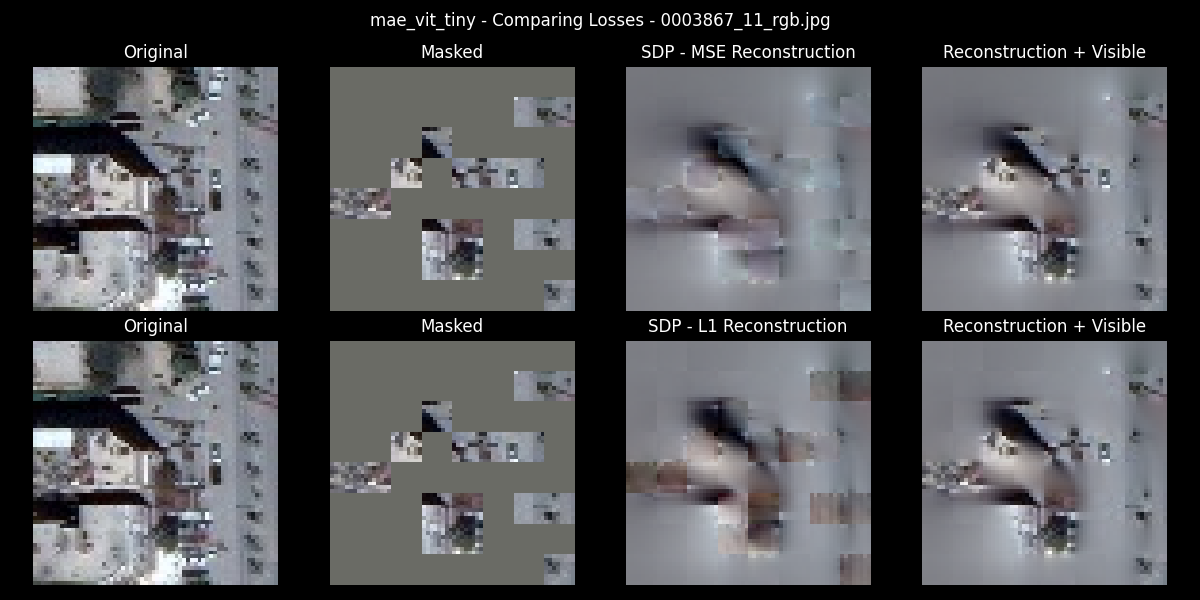 mae_vit_tiny - Comparing Losses - 0003867_11_rgb.jpg
Original
Masked
SDP - MSE Reconstruction
Reconstruction + Visible
Original
Masked
SDP - L1 Reconstruction
Reconstruction + Visible